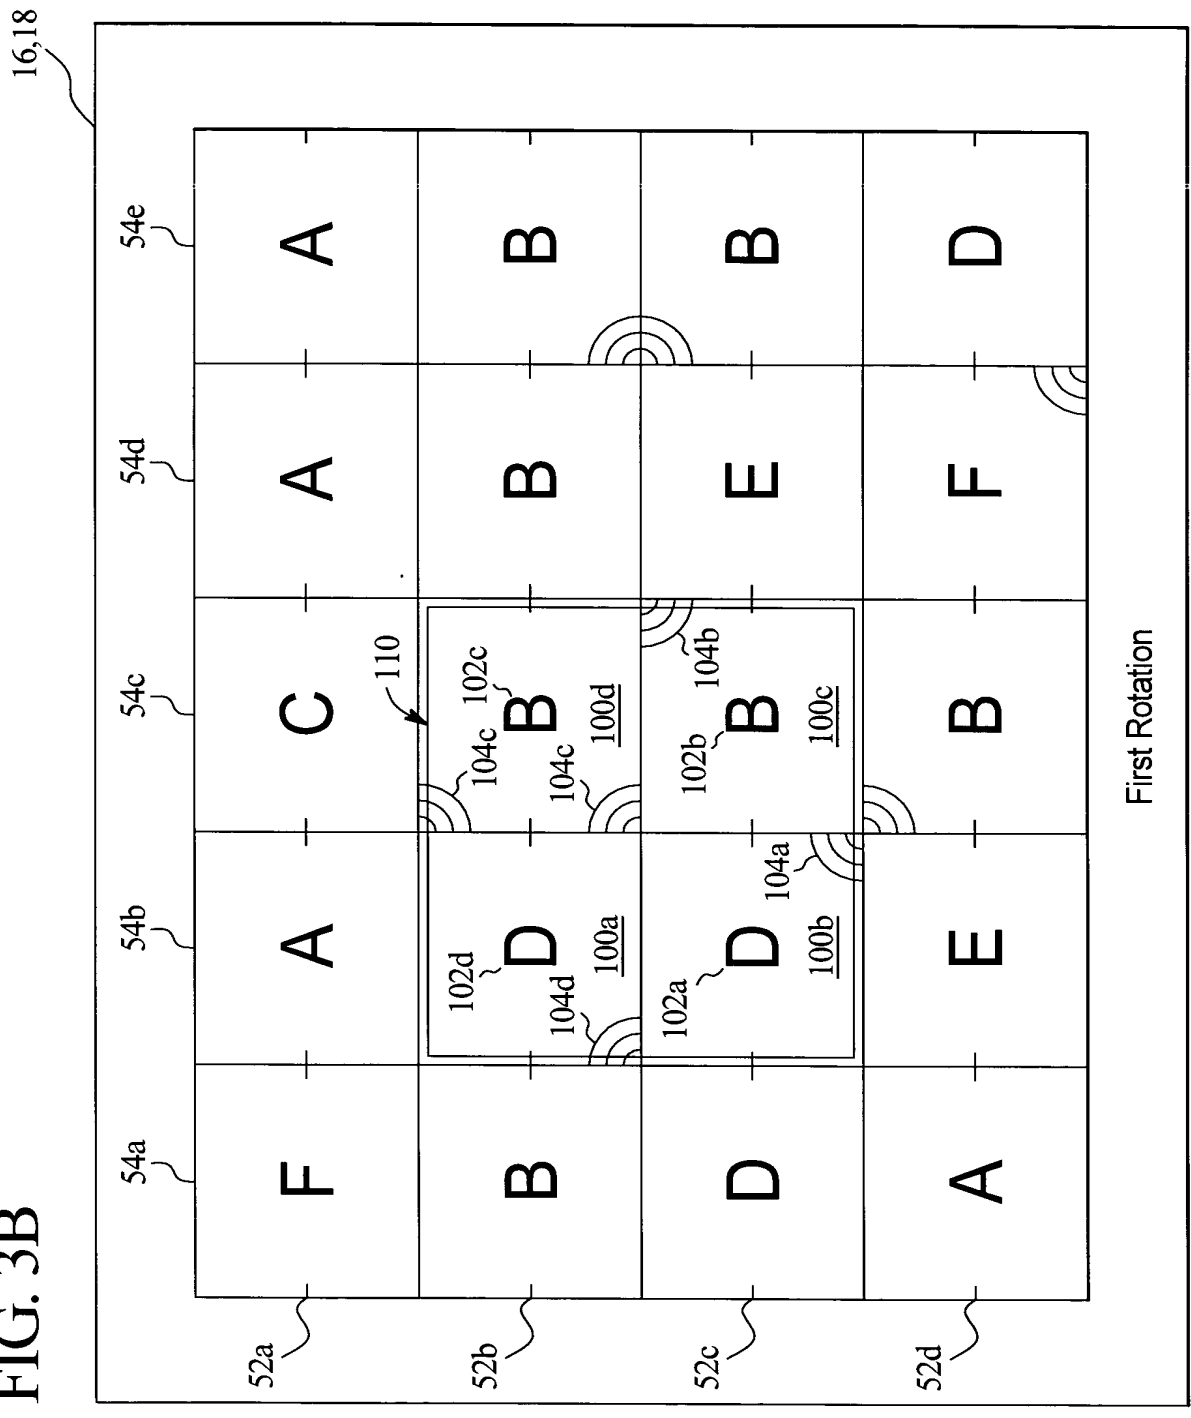 FIG. 3B
16,18
54a 54b 54c 54d 54e
52a F A C A A
110
102d 104c 102c
52b B D B B B
104d 104c
100a 100d
102a 102b 104b
52c D D B E B
104a
100b 100c
52d A E B F D
First Rotation